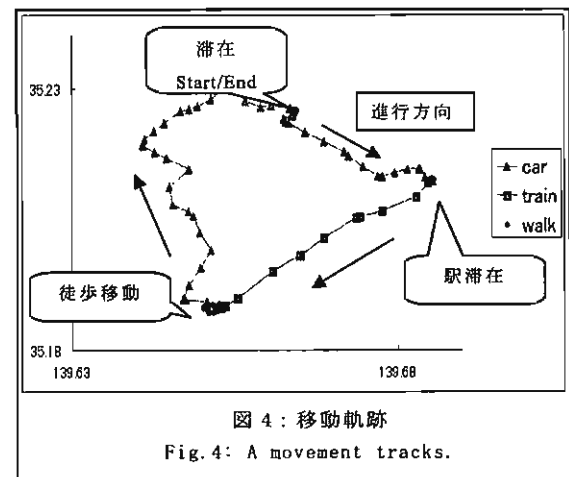 滞在
Start/End
35.23
進行方向
car
train
walk
駅滞在
徒歩移動
35.18
139.63
139.68
図4：移動軌跡
Fig.4: A movement tracks.